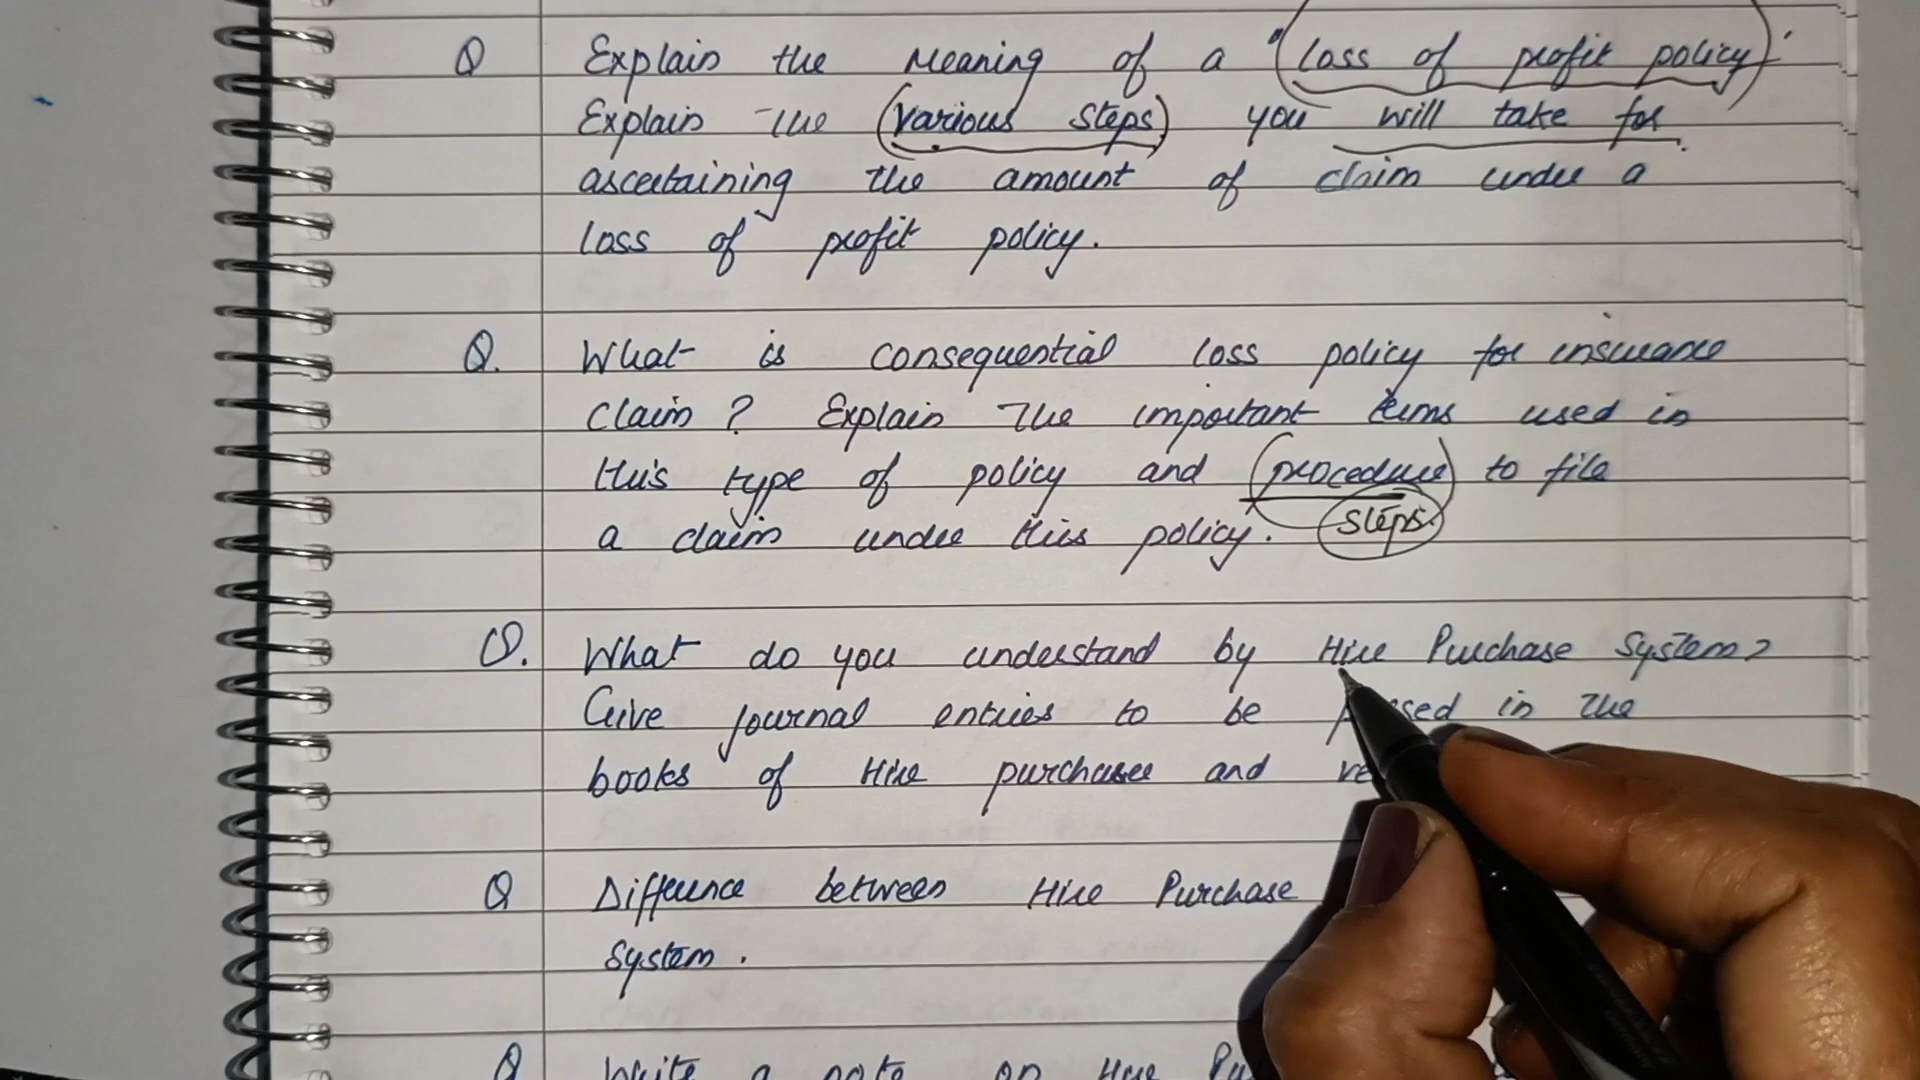 Q Explain the Meaning of a "loss of profit policy"
Explain the (various steps) you will take for
ascertaining the amount of claim under a
loss of profit policy.
Q. What is consequential loss policy for insurance
claim? Explain the important terms used in
this type of policy and (procedure) to file
a claim under this policy. steps.
Q. What do you understand by Hire Purchase System?
Give journal entries to be in the
books of Hire purchaser and
Q Difference between Hire Purchase
System.
Q Write a note on Hire